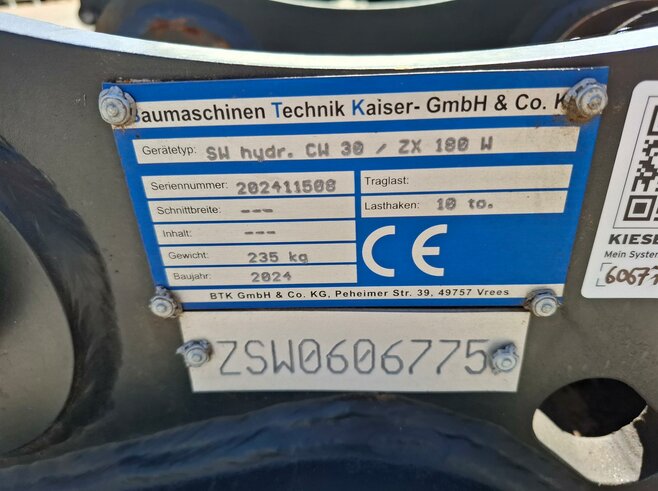 Baumaschinen Technik Kaiser- GmbH & Co. K
Gerätetyp: SW hydr. CW 30 / ZX 180 W
Seriennummer: 202411508
Traglast:
Schnittbreite: ---
Lasthaken: 10 to.
Inhalt: ---
Gewicht: 235 kg
Baujahr: 2024
CE
BTK GmbH & Co. KG, Peheimer Str. 39, 49757 Vrees
ZSW0606775
KIESE
Mein System
60677